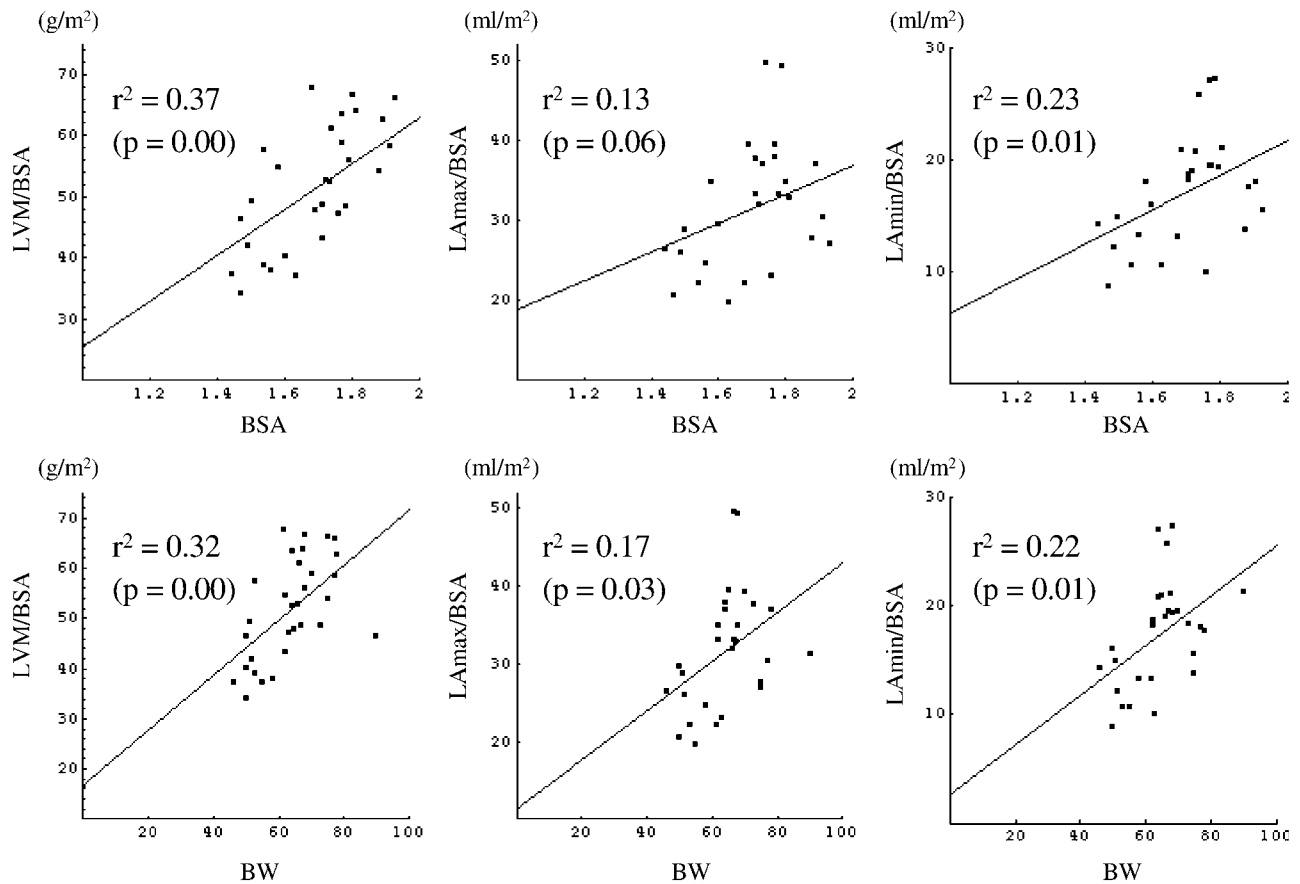 (g/m²)
70
60
50
40
30
r² = 0.37
(p = 0.00)
LVM/BSA
1.2 1.4 1.6 1.8 2
BSA
(ml/m²)
50
40
30
20
r² = 0.13
(p = 0.06)
LAmax/BSA
1.2 1.4 1.6 1.8 2
BSA
(ml/m²)
30
20
10
r² = 0.23
(p = 0.01)
LAmin/BSA
1.2 1.4 1.6 1.8 2
BSA
(g/m²)
70
60
50
40
30
20
r² = 0.32
(p = 0.00)
LVM/BSA
20 40 60 80 100
BW
(ml/m²)
50
40
30
20
r² = 0.17
(p = 0.03)
LAmax/BSA
20 40 60 80 100
BW
(ml/m²)
30
20
10
r² = 0.22
(p = 0.01)
LAmin/BSA
20 40 60 80 100
BW